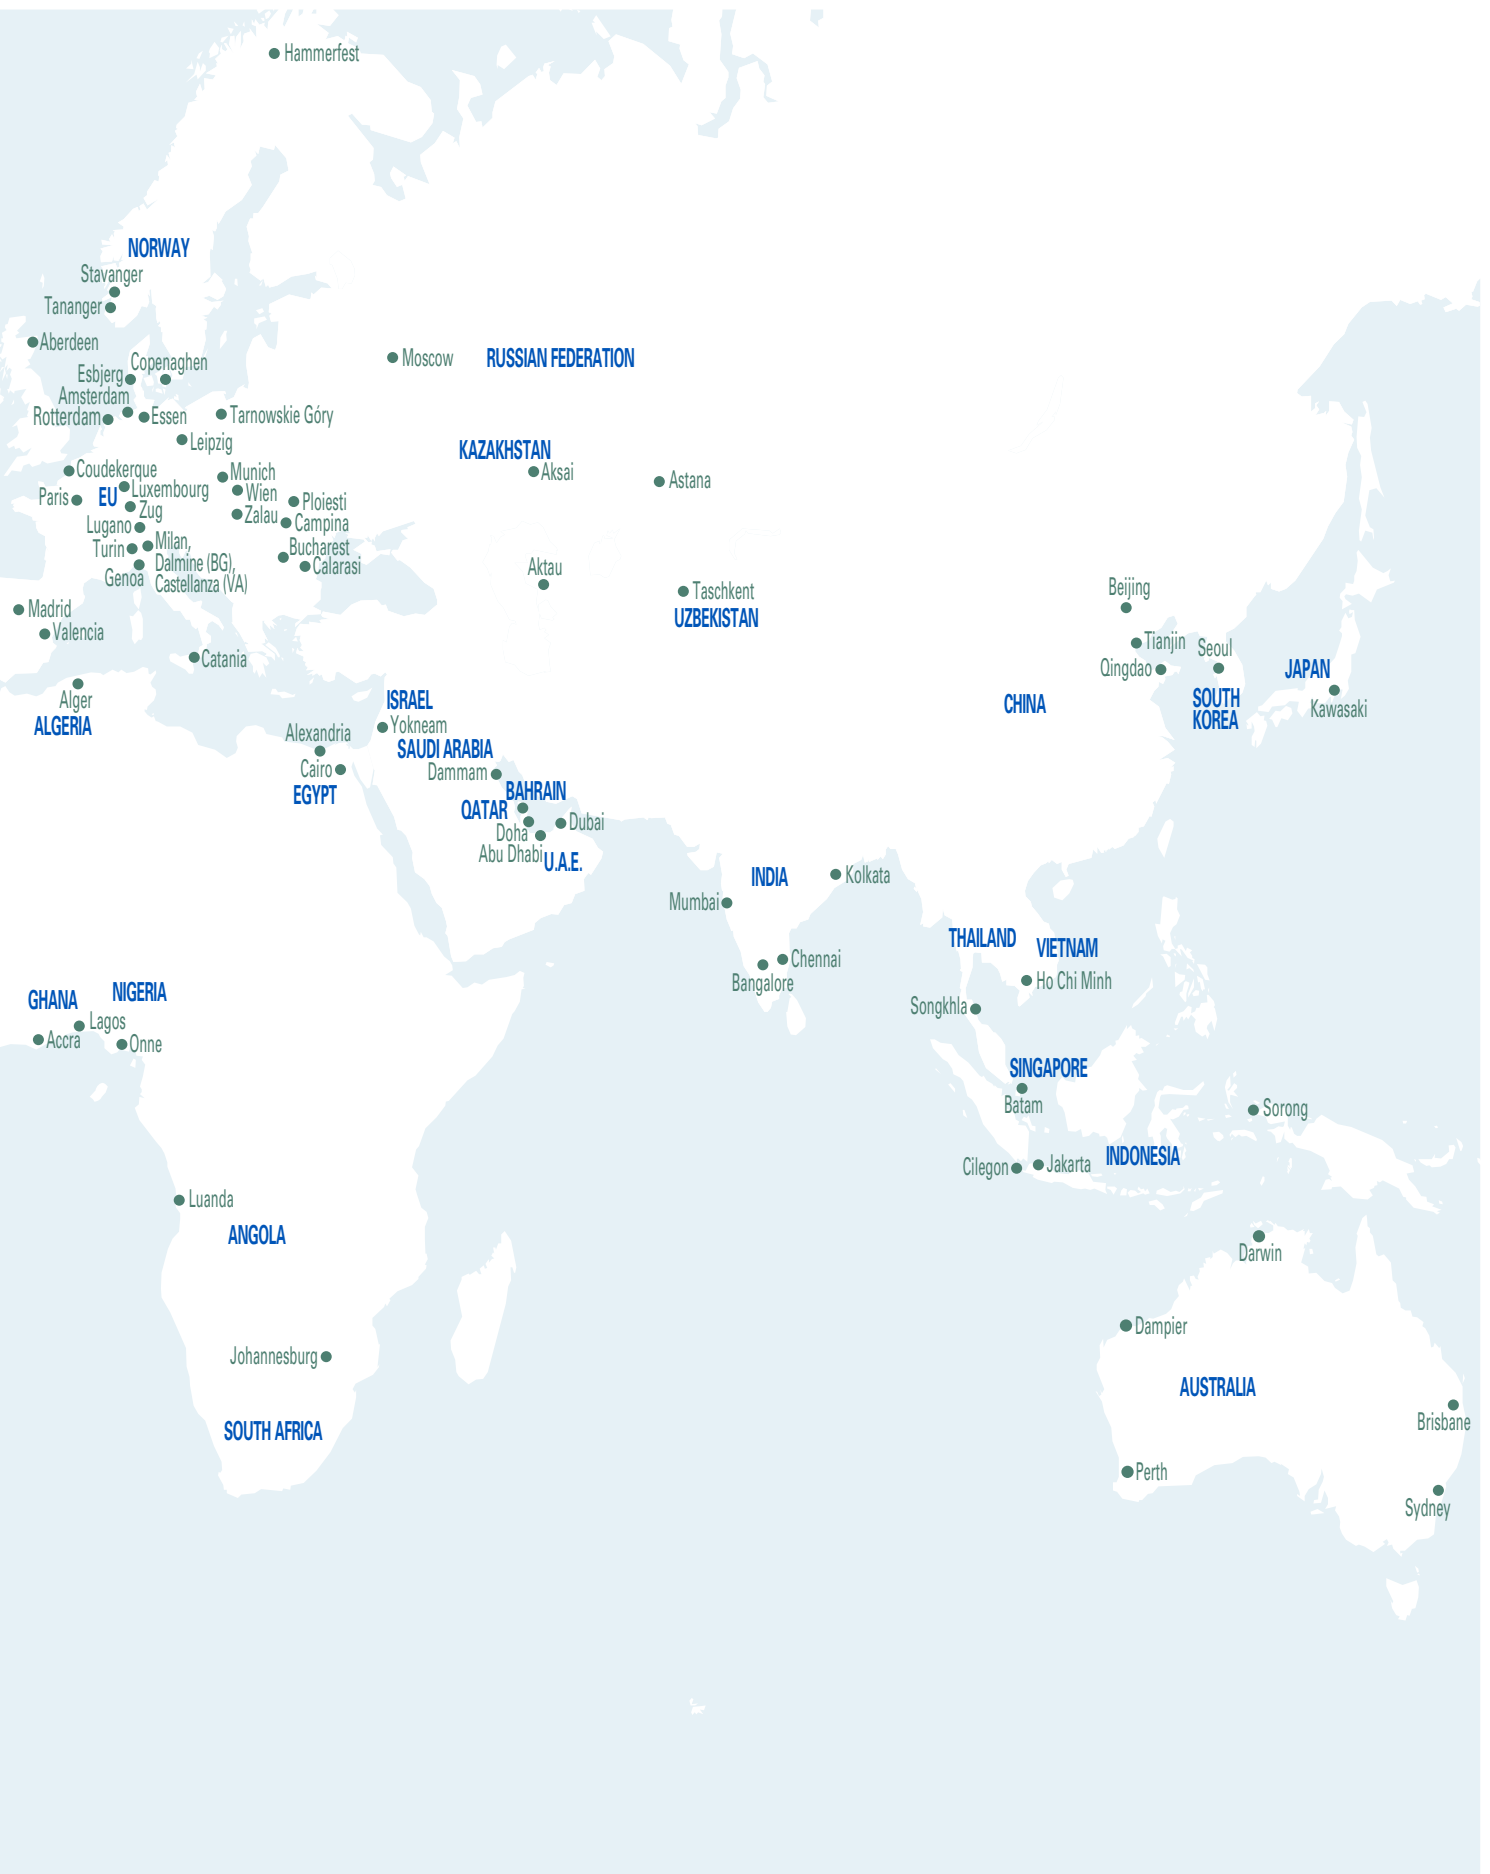 Hammerfest
NORWAY
Stavanger
Tananger
Aberdeen
Copenaghen
Esbjerg
Amsterdam
Rotterdam
Essen
Tarnowskie Góry
Leipzig
Moscow
RUSSIAN FEDERATION
KAZAKHSTAN
Aksai
Astana
Coudekerque
Munich
Luxembourg
Wien
Paris
EU
Zug
Ploiesti
Zalau
Campina
Lugano
Turin
Milan,
Dalmine (BG),
Castellanza (VA)
Genoa
Bucharest
Calarasi
Aktau
Taschkent
UZBEKISTAN
Madrid
Valencia
Catania
Beijing
Tianjin
Seoul
Qingdao
JAPAN
SOUTH
KOREA
Kawasaki
CHINA
Alger
ALGERIA
ISRAEL
Yokneam
Alexandria
SAUDI ARABIA
Cairo
Dammam
EGYPT
BAHRAIN
QATAR
Doha
Dubai
Abu Dhabi
U.A.E.
INDIA
Kolkata
Mumbai
Chennai
Bangalore
THAILAND
VIETNAM
Ho Chi Minh
Songkhla
GHANA
NIGERIA
Lagos
Accra
Onne
SINGAPORE
Batam
Sorong
Cilegon
Jakarta
INDONESIA
Luanda
ANGOLA
Darwin
Dampier
Johannesburg
AUSTRALIA
SOUTH AFRICA
Brisbane
Perth
Sydney